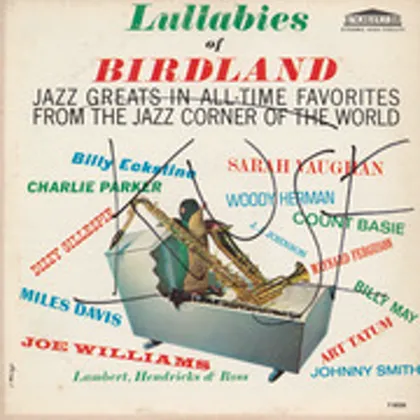 Lullabies
of
BIRDLAND
JAZZ GREATS IN ALL-TIME FAVORITES
FROM THE JAZZ CORNER OF THE WORLD
Billy Eckstine
SARAH VAUGHAN
CHARLIE PARKER
WOODY HERMAN
COUNT BASIE
DIZZY GILLESPIE
J. J. JOHNSON
MAYNARD FERGUSON
MILES DAVIS
BILLY MAY
JOE WILLIAMS
ART TATUM
JOHNNY SMITH
Lambert, Hendricks & Ross